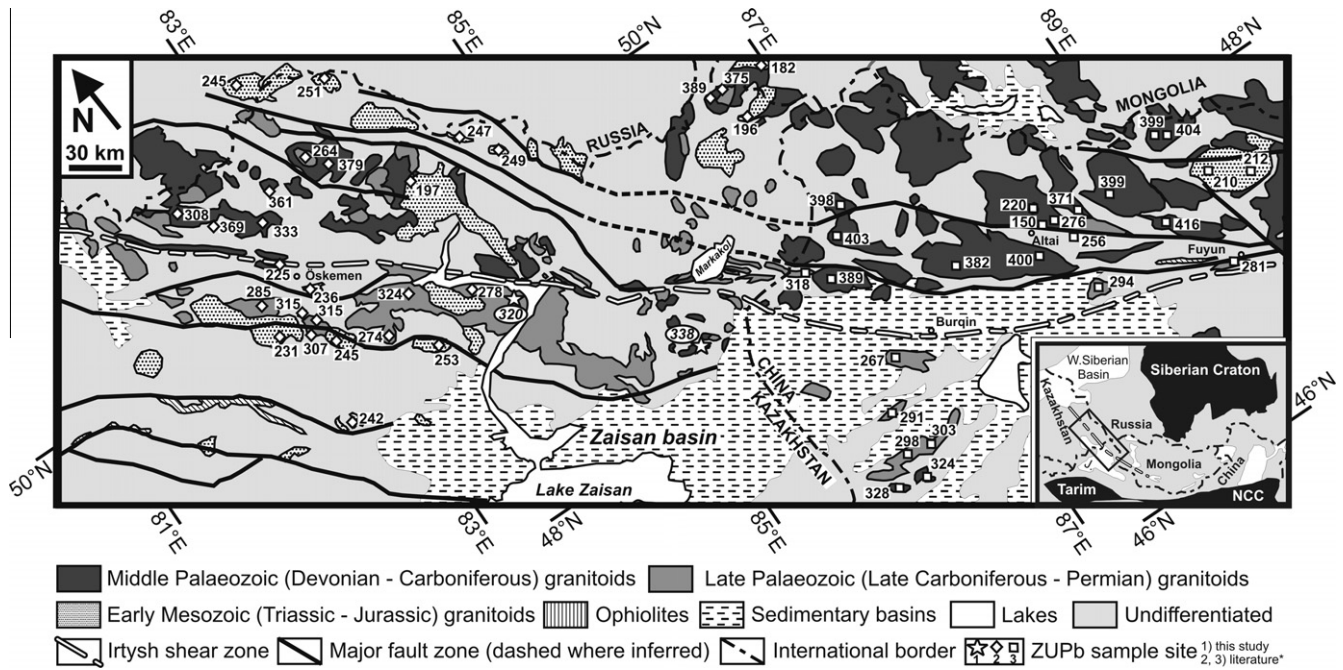 83°E 85°E 50°N 87°E 89°E 48°N
N
30 km
245
251
247
249
RUSSIA
389
375
182
196
MONGOLIA
399
404
212
210
264
379
197
361
308
369
333
398
403
220
371
399
150
276
Altai
256
416
382
400
Fuyun
281
225
Öskemen
Markakol
318
389
294
285
315
236
315
324
278
320
338
Burqin
231
307
245
274
253
267
242
CHINA
KAZAKHSTAN
291
303
298
324
328
Zaisan basin
Lake Zaisan
W.Siberian
Basin
Siberian Craton
Kazakhstan
Russia
Mongolia
China
Tarim
NCC
46°N
50°N
81°E 83°E 48°N 85°E 87°E 46°N
Middle Palaeozoic (Devonian - Carboniferous) granitoids Late Palaeozoic (Late Carboniferous - Permian) granitoids
Early Mesozoic (Triassic - Jurassic) granitoids Ophiolites Sedimentary basins Lakes Undifferentiated
Irtysh shear zone Major fault zone (dashed where inferred) International border 1 2 3 ZUPb sample site 1) this study
2, 3) literature*